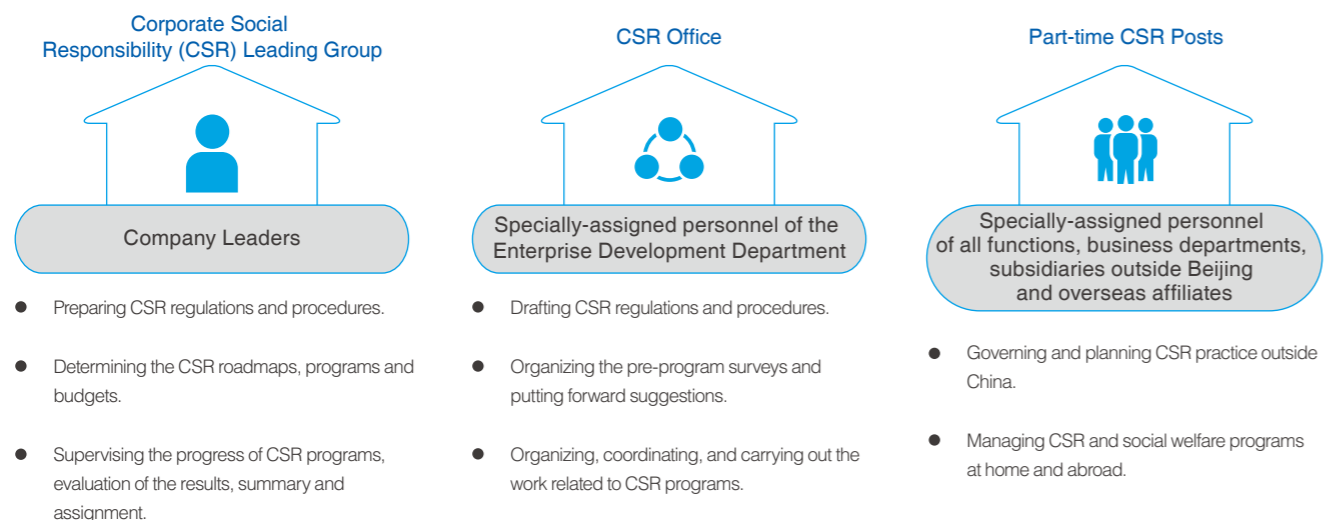 Corporate Social
Responsibility (CSR) Leading Group
Company Leaders
● Preparing CSR regulations and procedures.
● Determining the CSR roadmaps, programs and
budgets.
● Supervising the progress of CSR programs,
evaluation of the results, summary and
assignment.
CSR Office
Specially-assigned personnel of the
Enterprise Development Department
● Drafting CSR regulations and procedures.
● Organizing the pre-program surveys and
putting forward suggestions.
● Organizing, coordinating, and carrying out the
work related to CSR programs.
Part-time CSR Posts
Specially-assigned personnel
of all functions, business departments,
subsidiaries outside Beijing
and overseas affiliates
● Governing and planning CSR practice outside
China.
● Managing CSR and social welfare programs
at home and abroad.